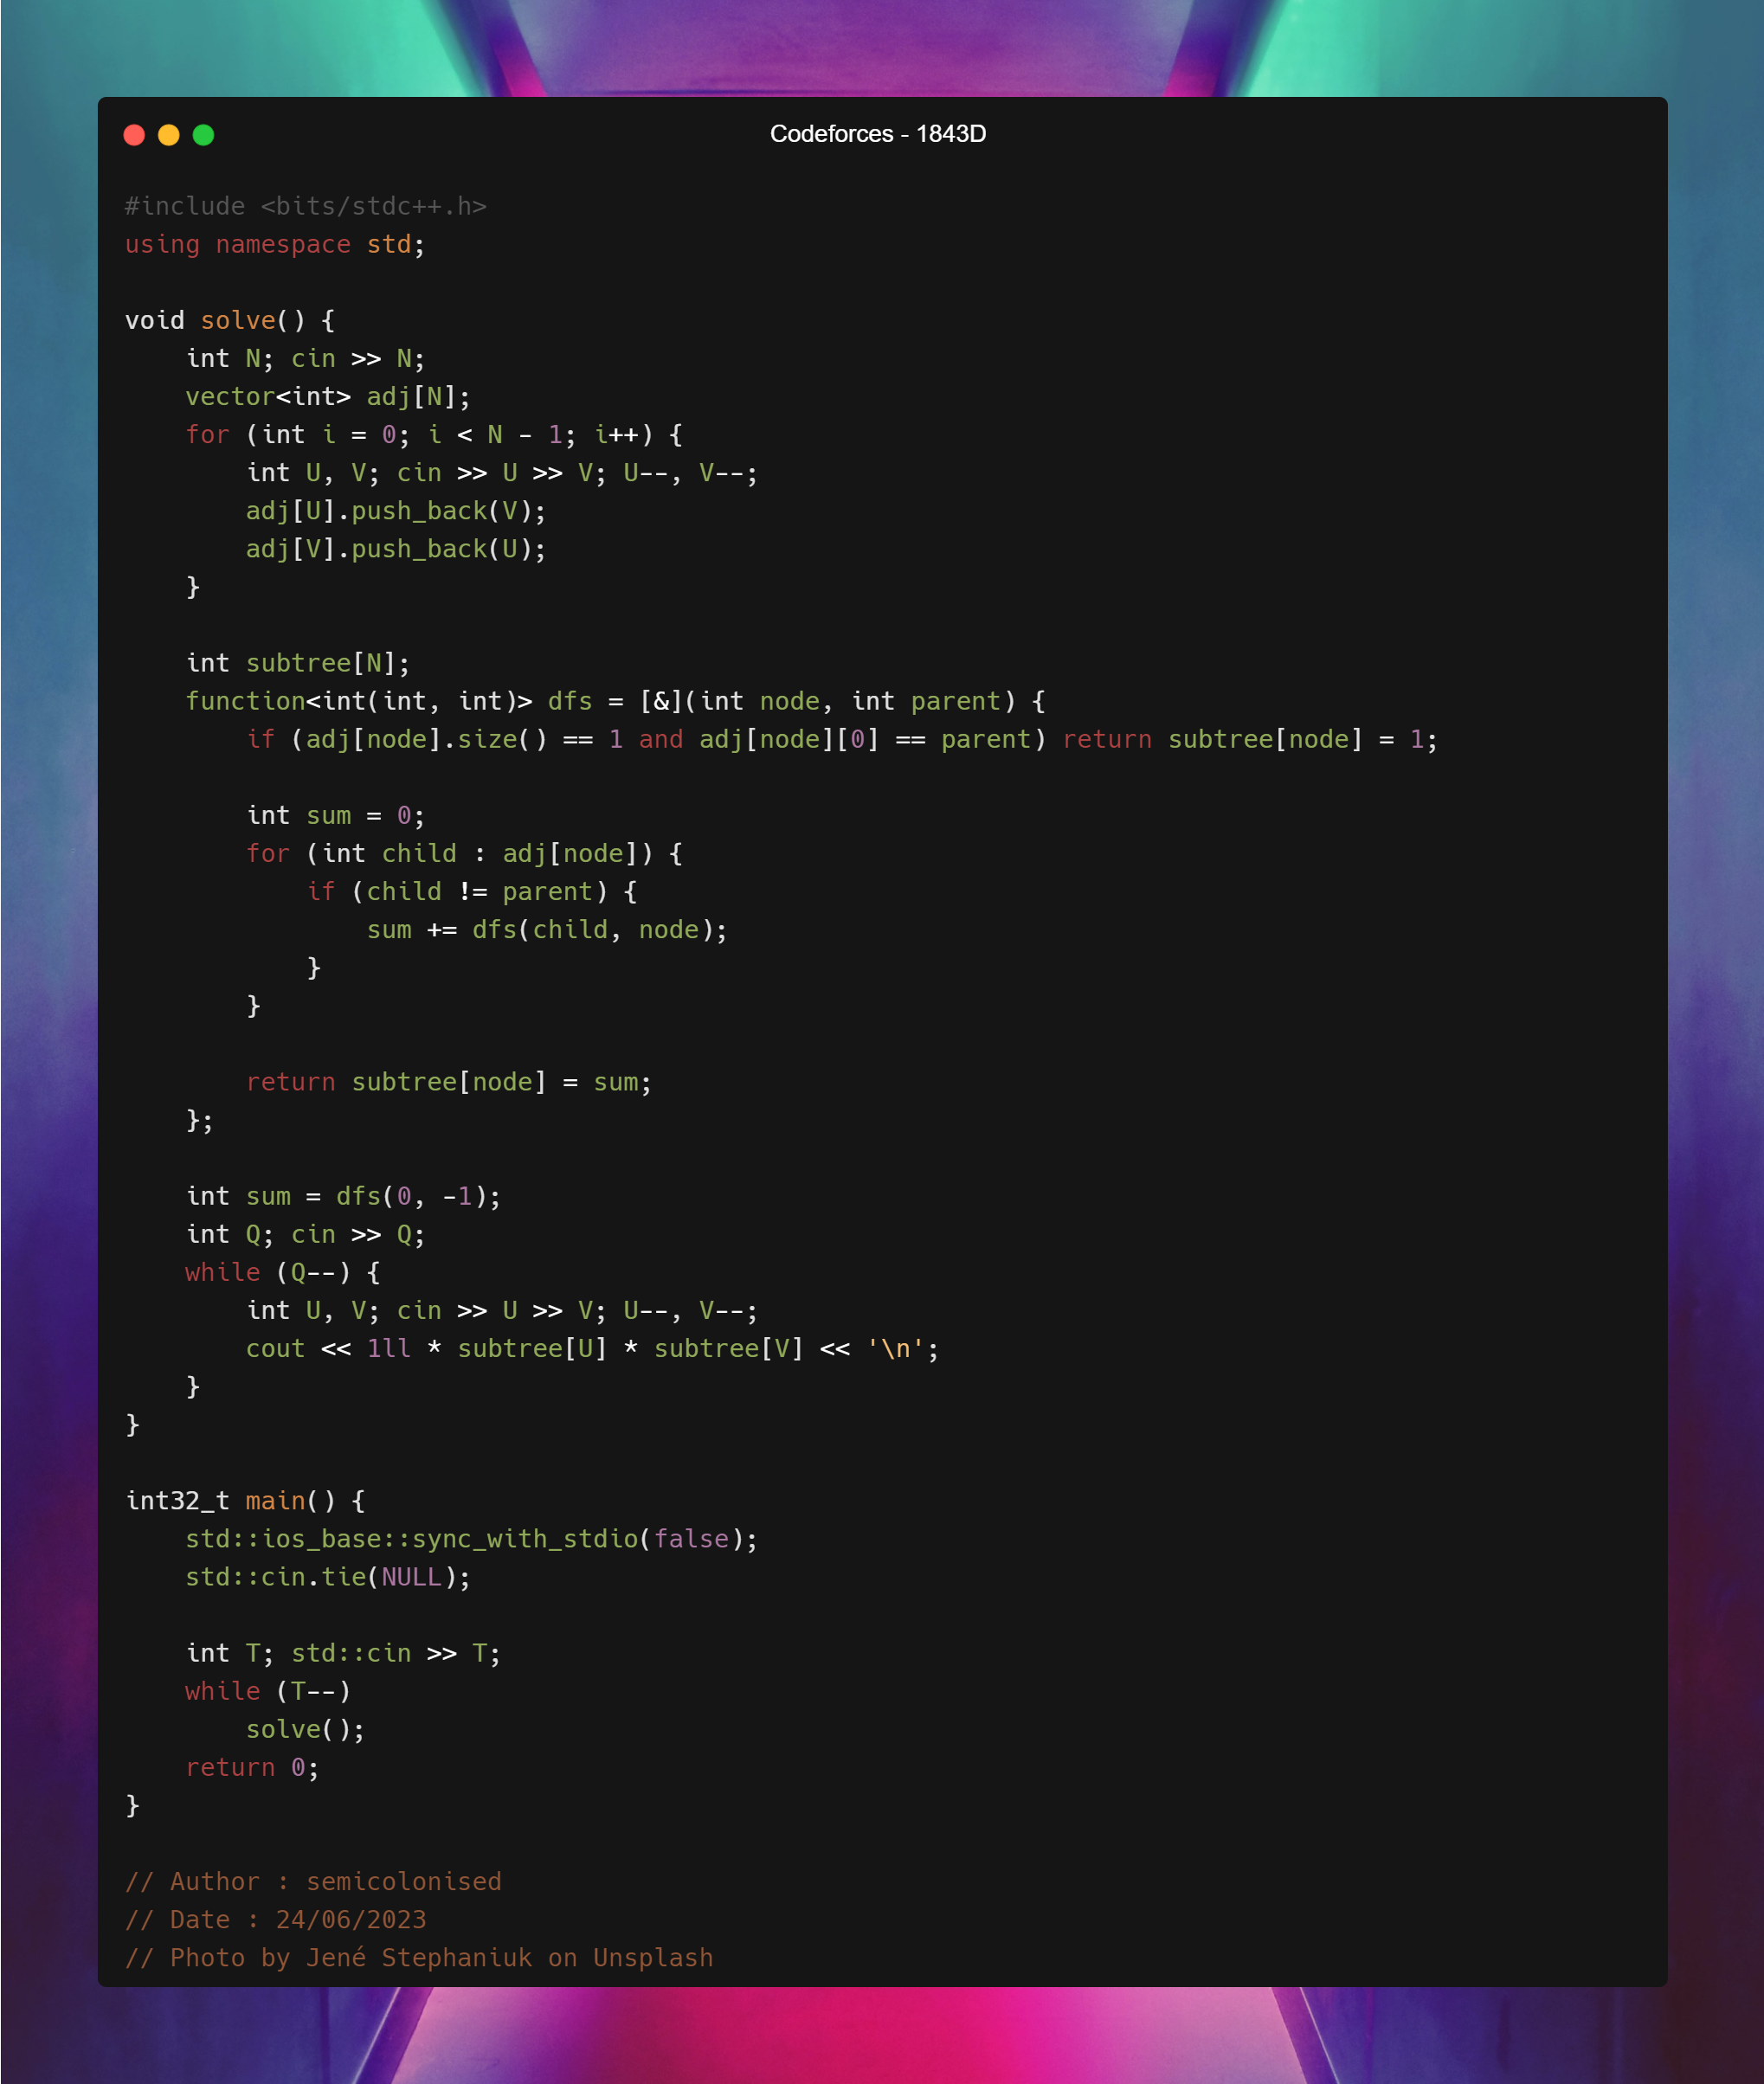 Codeforces - 1843D
#include <bits/stdc++.h>
using namespace std;
void solve() {
    int N; cin >> N;
    vector<int> adj[N];
    for (int i = 0; i < N - 1; i++) {
        int U, V; cin >> U >> V; U--, V--;
        adj[U].push_back(V);
        adj[V].push_back(U);
    }
    int subtree[N];
    function<int(int, int)> dfs = [&](int node, int parent) {
        if (adj[node].size() == 1 and adj[node][0] == parent) return subtree[node] = 1;
        int sum = 0;
        for (int child : adj[node]) {
            if (child != parent) {
                sum += dfs(child, node);
            }
        }
        return subtree[node] = sum;
    };
    int sum = dfs(0, -1);
    int Q; cin >> Q;
    while (Q--) {
        int U, V; cin >> U >> V; U--, V--;
        cout << 1ll * subtree[U] * subtree[V] << '\n';
    }
}
int32_t main() {
    std::ios_base::sync_with_stdio(false);
    std::cin.tie(NULL);
    int T; std::cin >> T;
    while (T--)
        solve();
    return 0;
}
// Author : semicolonised
// Date : 24/06/2023
// Photo by Jené Stephaniuk on Unsplash